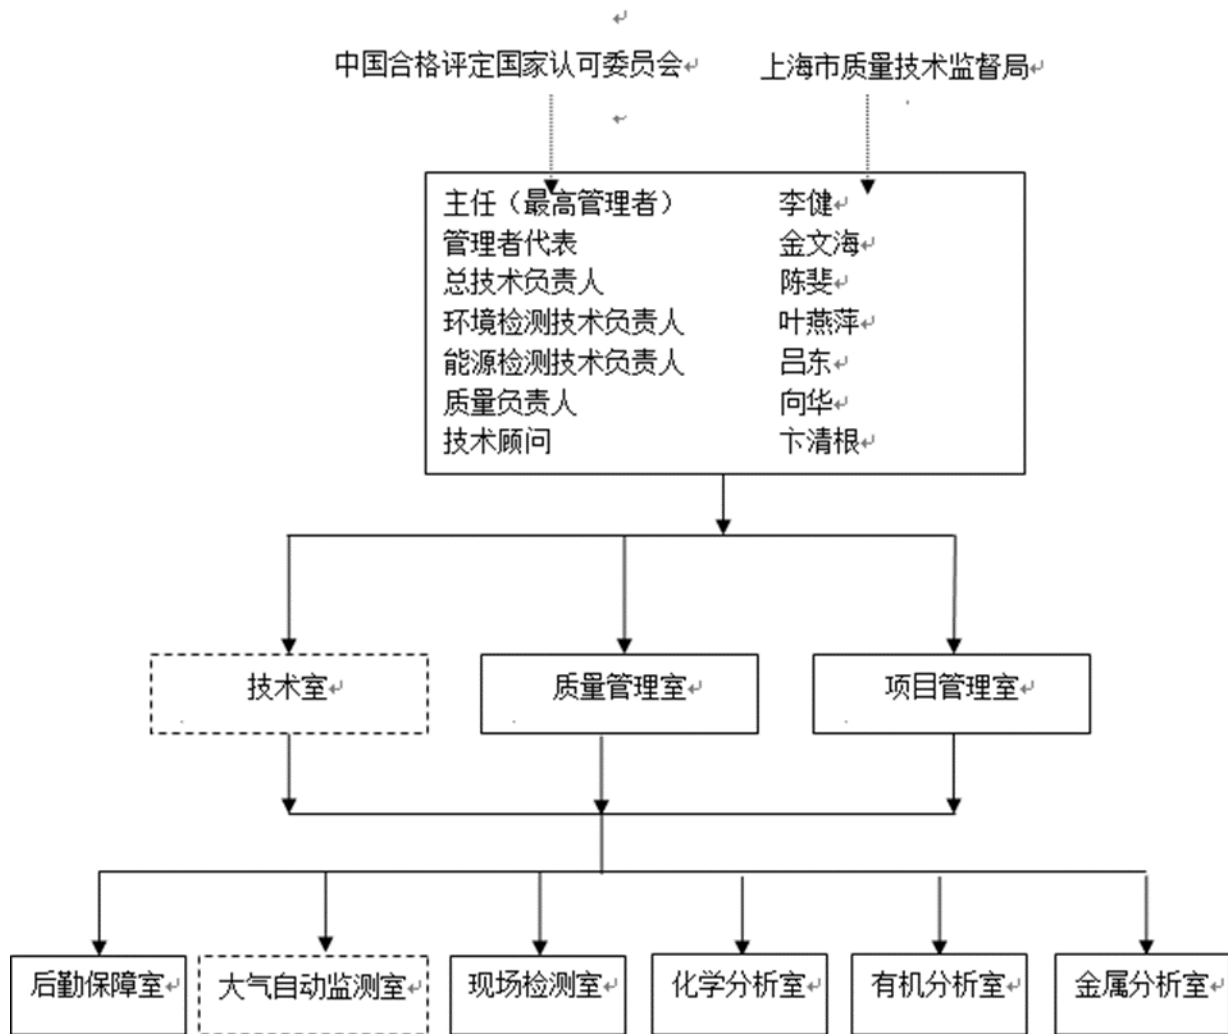 中国合格评定国家认可委员会 上海市质量技术监督局
主任（最高管理者） 李健
管理者代表 金文海
总技术负责人 陈斐
环境检测技术负责人 叶燕萍
能源检测技术负责人 吕东
质量负责人 向华
技术顾问 卞清根
技术室 质量管理室 项目管理室
后勤保障室 大气自动监测室 现场检测室 化学分析室 有机分析室 金属分析室